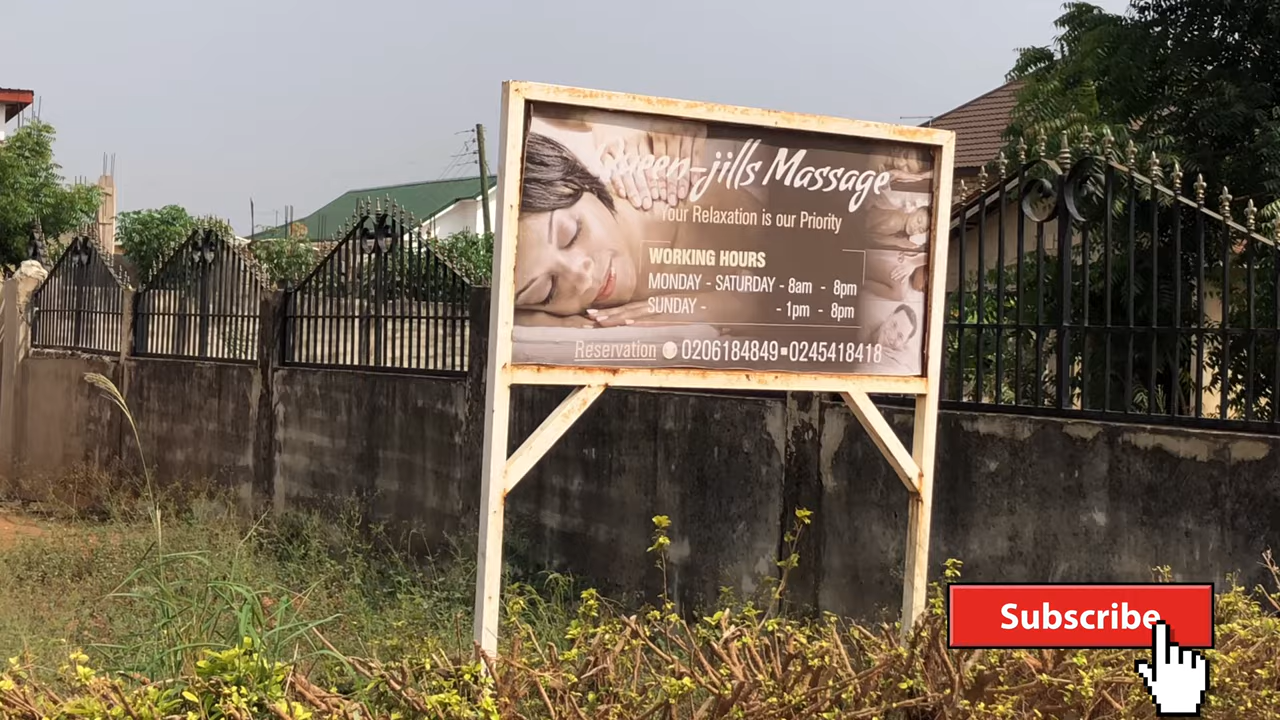 Queen-jills Massage
Your Relaxation is our Priority
WORKING HOURS
MONDAY - SATURDAY - 8am - 8pm
SUNDAY - - 1pm - 8pm
Reservation 0206184849-0245418418
Subscribe